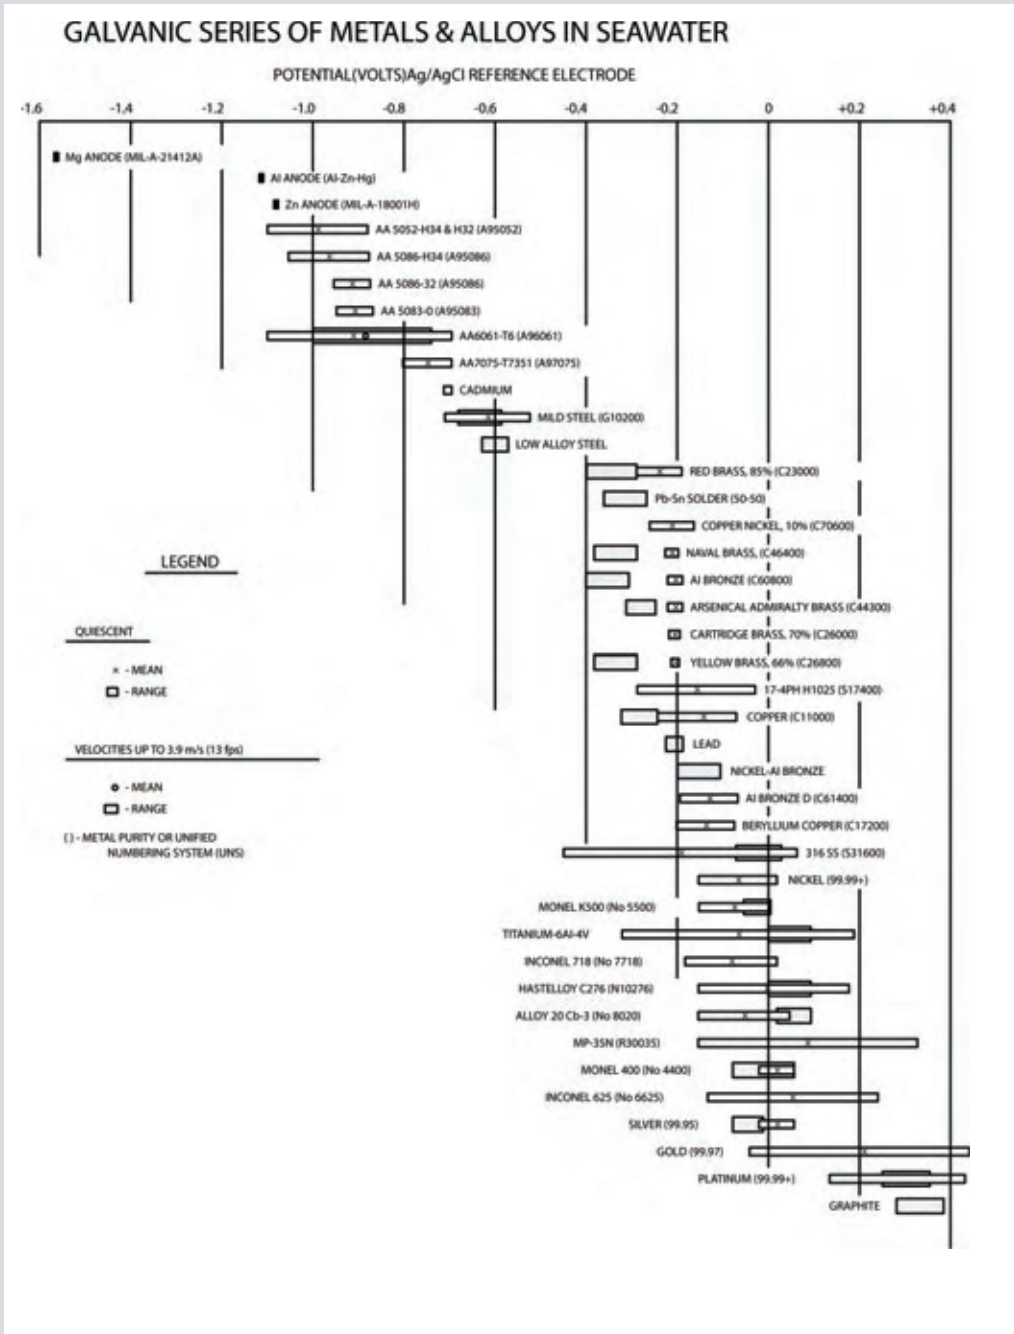 GALVANIC SERIES OF METALS & ALLOYS IN SEAWATER
POTENTIAL(VOLTS)Ag/AgCl REFERENCE ELECTRODE
-1.6 -1.4 -1.2 -1.0 -0.8 -0.6 -0.4 -0.2 0 +0.2 +0.4
Mg ANODE (MIL-A-21412A)
Al ANODE (Al-Zn-Hg)
Zn ANODE (MIL-A-18001H)
AA 5052-H34 & H32 (A95052)
AA 5086-H34 (A95086)
AA 5086-32 (A95086)
AA 5083-0 (A95083)
AA6061-T6 (A96061)
AA7075-T7351 (A97075)
CADMIUM
MILD STEEL (G10200)
LOW ALLOY STEEL
RED BRASS, 85% (C23000)
Pb-Sn SOLDER (50-50)
COPPER NICKEL, 10% (C70600)
NAVAL BRASS, (C46400)
Al BRONZE (C60800)
ARSENICAL ADMIRALTY BRASS (C44300)
CARTRIDGE BRASS, 70% (C26000)
YELLOW BRASS, 66% (C26800)
17-4PH H1025 (S17400)
COPPER (C11000)
LEAD
NICKEL-Al BRONZE
Al BRONZE D (C61400)
BERYLLIUM COPPER (C17200)
316 SS (S31600)
NICKEL (99.99+)
MONEL K500 (No 5500)
TITANIUM-6Al-4V
INCONEL 718 (No 7718)
HASTELLOY C276 (N10276)
ALLOY 20 Cb-3 (No 8020)
MP-35N (R30035)
MONEL 400 (No 4400)
INCONEL 625 (No 6625)
SILVER (99.95)
GOLD (99.97)
PLATINUM (99.99+)
GRAPHITE
LEGEND
QUIESCENT
× - MEAN
- RANGE
VELOCITIES UP TO 3.9 m/s (13 fps)
- MEAN
- RANGE
( ) - METAL PURITY OR UNIFIED
NUMBERING SYSTEM (UNS)